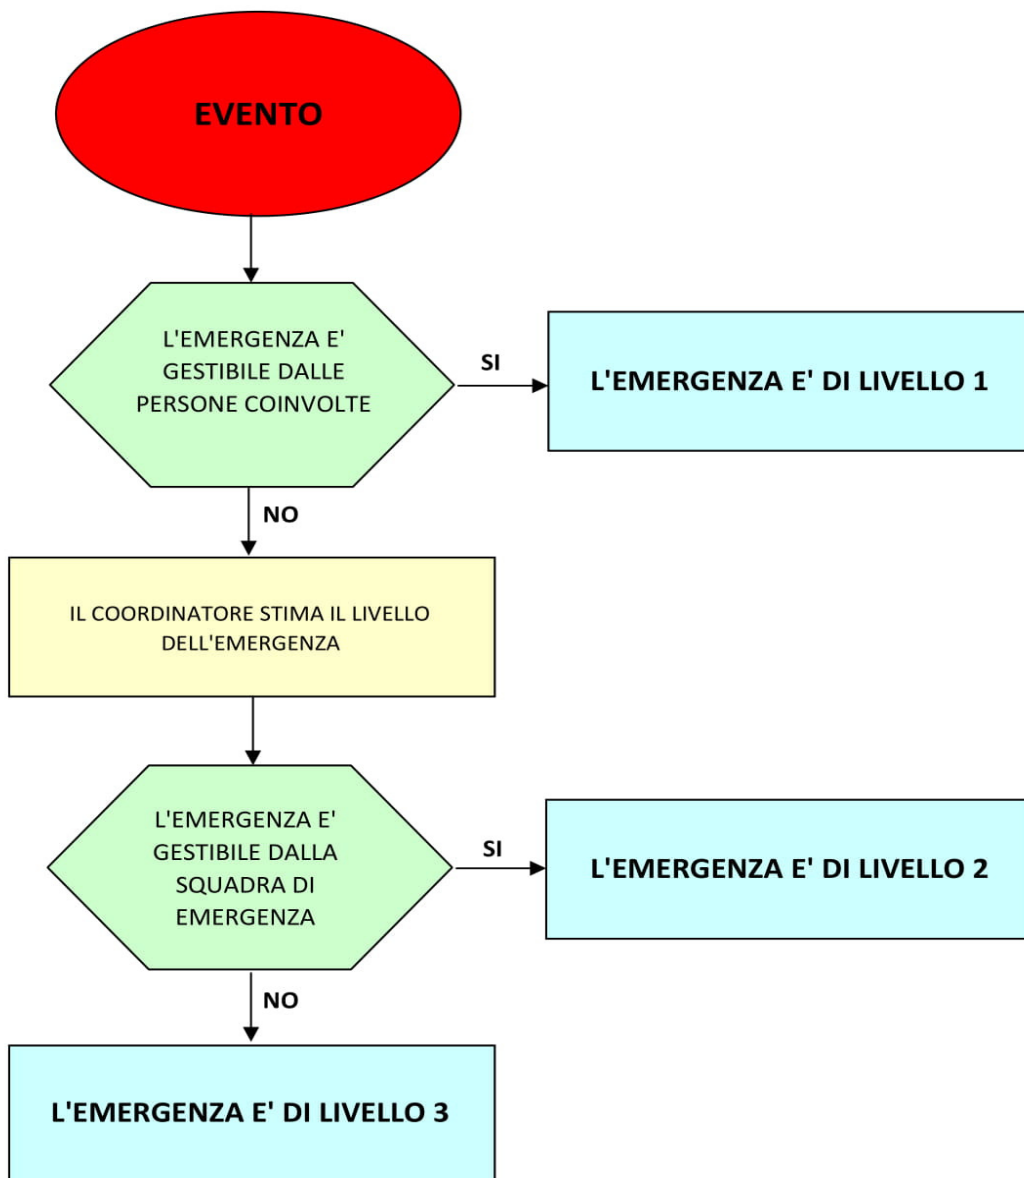 EVENTO
L'EMERGENZA E'
GESTIBILE DALLE
PERSONE COINVOLTE
SI
L'EMERGENZA E' DI LIVELLO 1
NO
IL COORDINATORE STIMA IL LIVELLO
DELL'EMERGENZA
L'EMERGENZA E'
GESTIBILE DALLA
SQUADRA DI
EMERGENZA
SI
L'EMERGENZA E' DI LIVELLO 2
NO
L'EMERGENZA E' DI LIVELLO 3